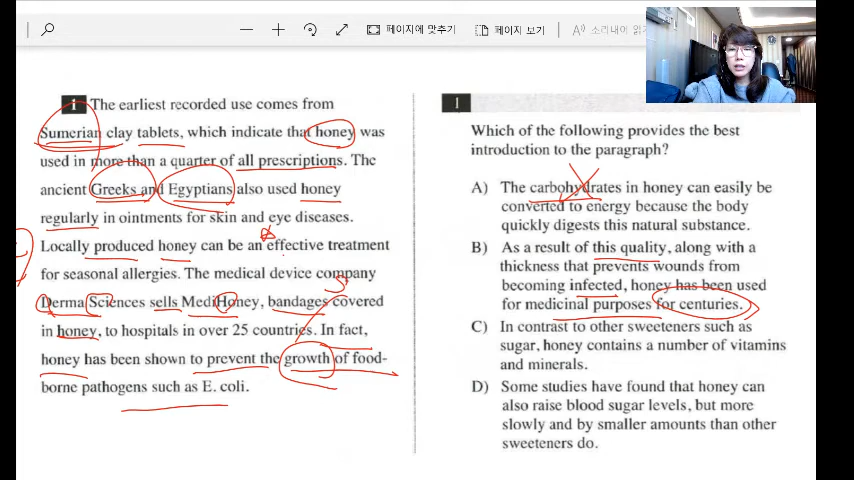 페이지에 맞추기
페이지 보기
소리내어 읽기
1 The earliest recorded use comes from
Sumerian clay tablets, which indicate that honey was
used in more than a quarter of all prescriptions. The
ancient Greeks and Egyptians also used honey
regularly in ointments for skin and eye diseases.
Locally produced honey can be an effective treatment
for seasonal allergies. The medical device company
Derma Sciences sells MediHoney, bandages covered
in honey, to hospitals in over 25 countries. In fact,
honey has been shown to prevent the growth of food-
borne pathogens such as E. coli.
1
Which of the following provides the best
introduction to the paragraph?
A) The carbohydrates in honey can easily be
converted to energy because the body
quickly digests this natural substance.
B) As a result of this quality, along with a
thickness that prevents wounds from
becoming infected, honey has been used
for medicinal purposes for centuries.
C) In contrast to other sweeteners such as
sugar, honey contains a number of vitamins
and minerals.
D) Some studies have found that honey can
also raise blood sugar levels, but more
slowly and by smaller amounts than other
sweeteners do.